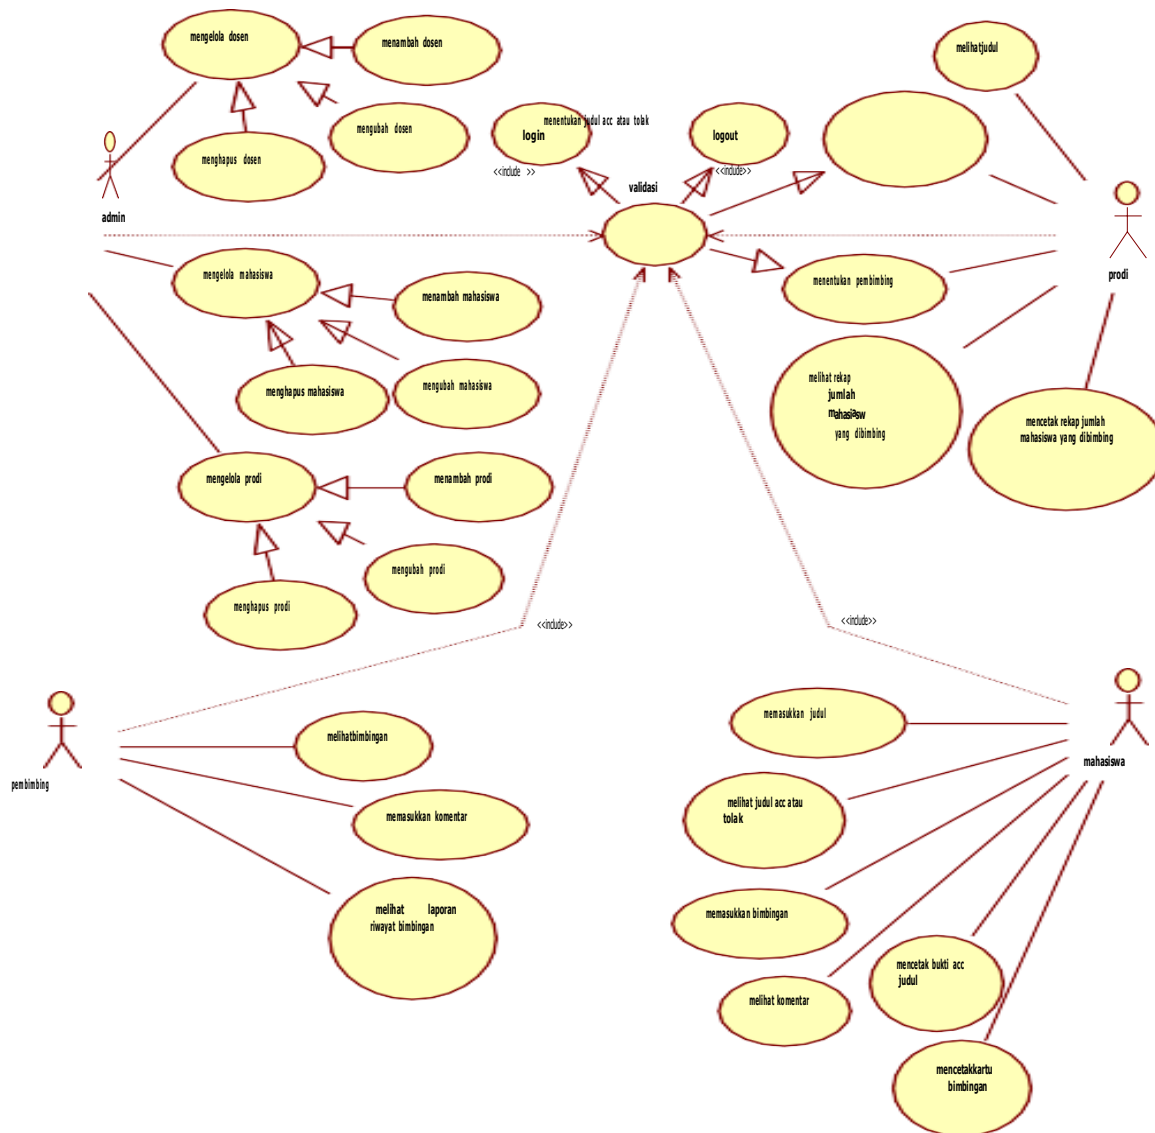 mengelola dosen
menambah dosen
melihatjudul
menentukan judul acc atau tolak
login
logout
mengubah dosen
menghapus dosen
<<include >>
<<include>>
validasi
admin
prodi
mengelola mahasiswa
menambah mahasiswa
menentukan pembimbing
menghapus mahasiswa
mengubah mahasiswa
melihat rekap
jumlah
mahasiasw
yang dibimbing
mencetak rekap jumlah
mahasiswa yang dibimbing
mengelola prodi
menambah prodi
mengubah prodi
menghapus prodi
<<include>>
<<include>>
pembimbing
melihatbimbingan
memasukkan komentar
melihat laporan
riwayat bimbingan
memasukkan judul
mahasiswa
melihat judul acc atau
tolak
memasukkan bimbingan
mencetak bukti acc
judul
melihat komentar
mencetakkartu
bimbingan